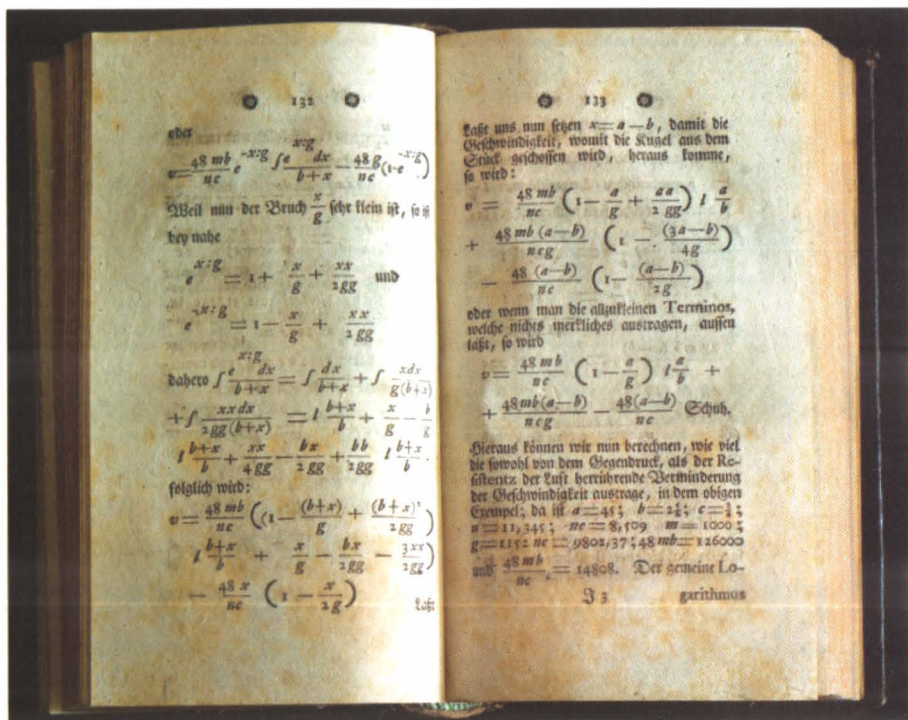 132
oder
v = 48 mb/nc e^-x:g ∫ e^x:g dx/b+x − 48 g/nc (1-e^-x:g)
Weil nun der Bruch x/g sehr klein ist, so ist
bey nahe
e^x:g = 1 + x/g + xx/2gg und
e^-x:g = 1 − x/g + xx/2gg
dahero ∫ e^x:g dx/b+x = ∫ dx/b+x + ∫ xdx/g(b+x)
+ ∫ xxdx/2gg(b+x) = l b+x/b + x/g − b/g
l b+x/b + xx/4gg − bx/2gg + bb/2gg l b+x/b.
folglich wird:
v = 48 mb/nc ((1 − (b+x)/g + (b+x)²/2gg)
l b+x/b + x/g − bx/2gg − 3xx/2gg)
− 48 x/nc (1 − x/2g)
Laßt
133
Laßt uns nun setzen x=a−b, damit die
Geschwindigkeit, womit die Kugel aus dem
Stück geschossen wird, heraus komme,
so wird:
v = 48 mb/nc (1 − a/g + aa/2gg) l a/b
+ 48 mb (a−b)/ncg (1 − (3a−b)/4g)
− 48 (a−b)/nc (1 − (a−b)/2g)
oder wenn man die allzukleinen Terminos,
welche nichts merkliches austragen, aussen
laßt, so wird
v = 48 mb/nc (1 − a/g) l a/b +
+ 48 mb(a−b)/ncg − 48(a−b)/nc Schuh.
Hieraus können wir nun berechnen, wie viel
die sowohl von dem Gegendruck, als der Re-
sistentz der Luft herrührende Verminderung
der Geschwindigkeit austrage, in dem obigen
Exempel; da ist a=45; b=2⅝; c=¾;
n=11,345; nc=8,509 m=1000;
g=1152 nc=9802,37; 48 mb=126000
und 48 mb/nc = 14808. Der gemeine Lo-
J 3 garithmus